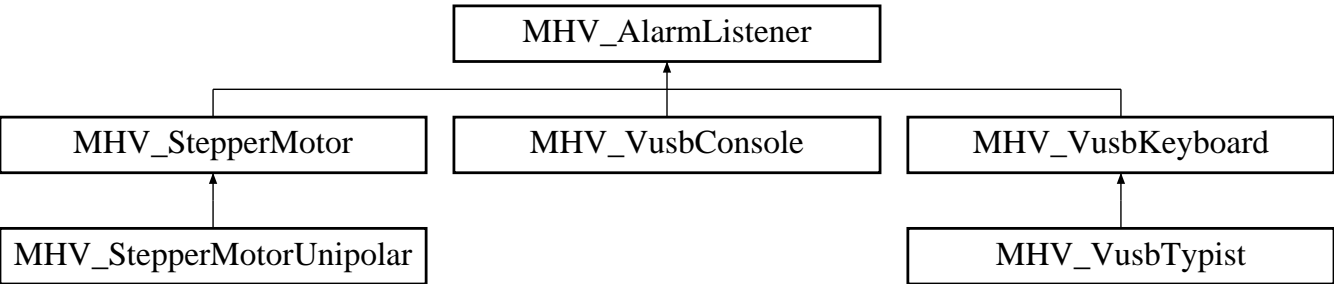 MHV_AlarmListener
MHV_StepperMotor
MHV_VusbConsole
MHV_VusbKeyboard
MHV_StepperMotorUnipolar
MHV_VusbTypist